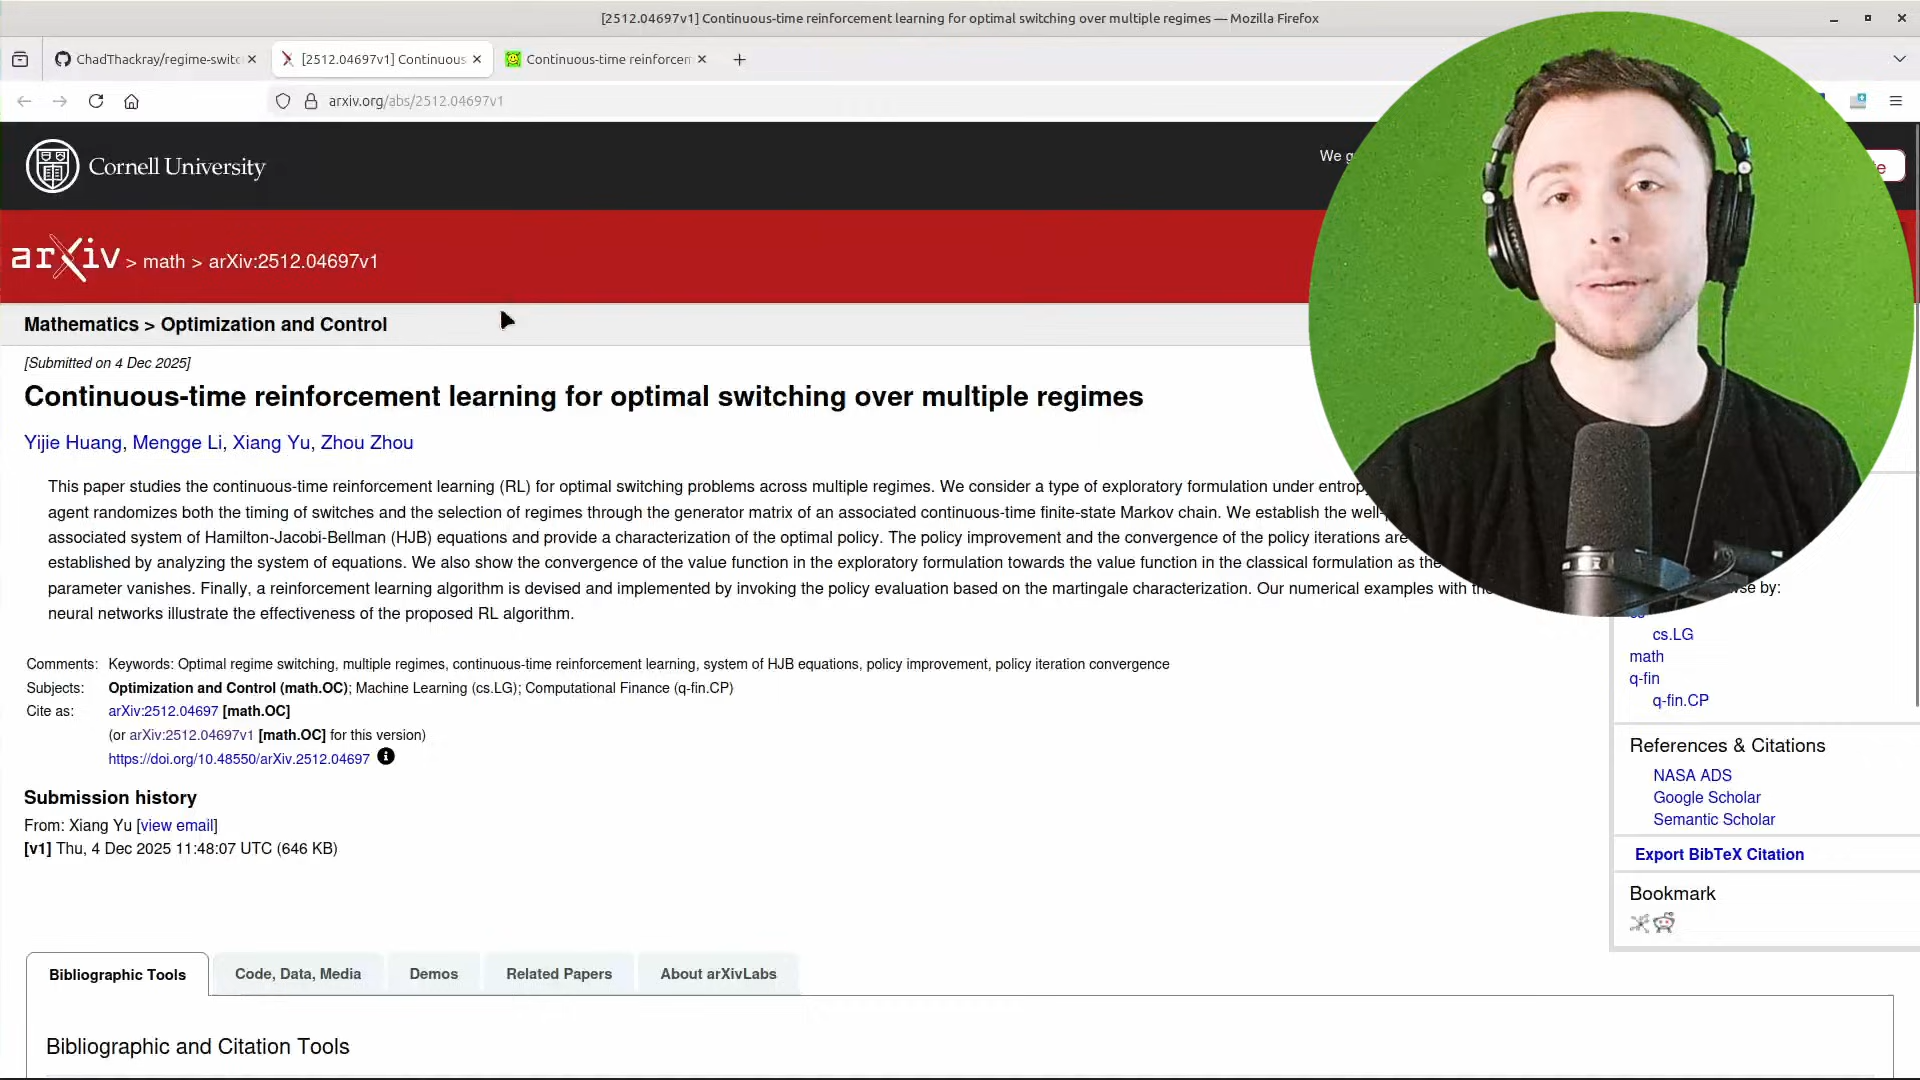 [2512.04697v1] Continuous-time reinforcement learning for optimal switching over multiple regimes — Mozilla Firefox
ChadThackray/regime-switc
[2512.04697v1] Continuous
Continuous-time reinforcen
arxiv.org/abs/2512.04697v1
Cornell University
We g
arXiv > math > arXiv:2512.04697v1
Mathematics > Optimization and Control
[Submitted on 4 Dec 2025]
Continuous-time reinforcement learning for optimal switching over multiple regimes
Yijie Huang, Mengge Li, Xiang Yu, Zhou Zhou
This paper studies the continuous-time reinforcement learning (RL) for optimal switching problems across multiple regimes. We consider a type of exploratory formulation under entropy
agent randomizes both the timing of switches and the selection of regimes through the generator matrix of an associated continuous-time finite-state Markov chain. We establish the well-p
associated system of Hamilton-Jacobi-Bellman (HJB) equations and provide a characterization of the optimal policy. The policy improvement and the convergence of the policy iterations are
established by analyzing the system of equations. We also show the convergence of the value function in the exploratory formulation towards the value function in the classical formulation as the
parameter vanishes. Finally, a reinforcement learning algorithm is devised and implemented by invoking the policy evaluation based on the martingale characterization. Our numerical examples with the
neural networks illustrate the effectiveness of the proposed RL algorithm.
Comments: Keywords: Optimal regime switching, multiple regimes, continuous-time reinforcement learning, system of HJB equations, policy improvement, policy iteration convergence
Subjects: Optimization and Control (math.OC); Machine Learning (cs.LG); Computational Finance (q-fin.CP)
Cite as: arXiv:2512.04697 [math.OC]
(or arXiv:2512.04697v1 [math.OC] for this version)
https://doi.org/10.48550/arXiv.2512.04697
Submission history
From: Xiang Yu [view email]
[v1] Thu, 4 Dec 2025 11:48:07 UTC (646 KB)
by:
cs.LG
math
q-fin
q-fin.CP
References & Citations
NASA ADS
Google Scholar
Semantic Scholar
Export BibTeX Citation
Bookmark
Bibliographic Tools
Code, Data, Media
Demos
Related Papers
About arXivLabs
Bibliographic and Citation Tools